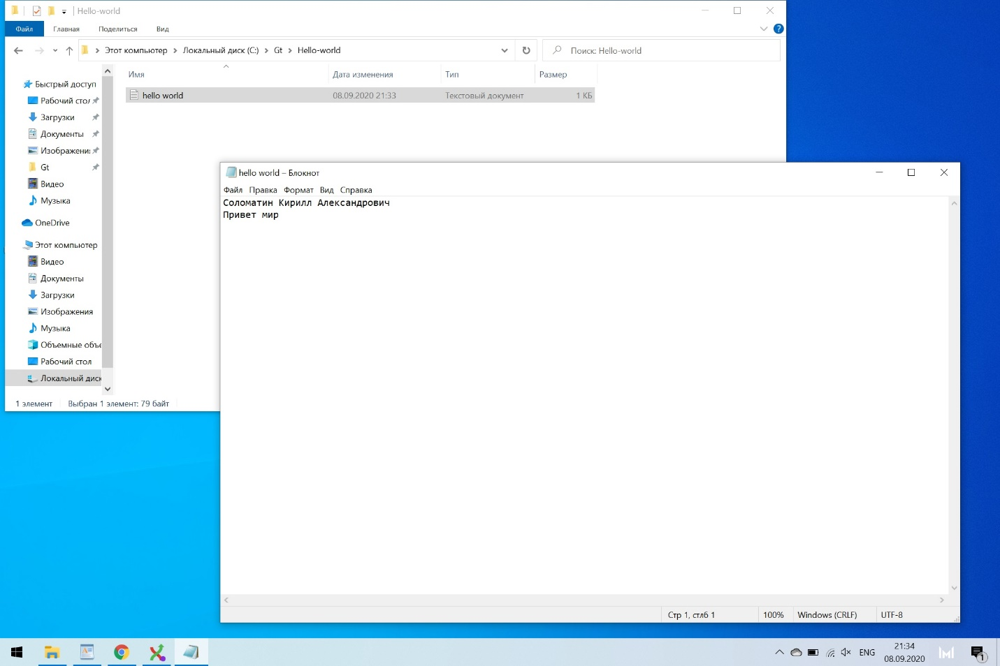 Hello-world
Файл Главная Поделиться Вид
Этот компьютер Локальный диск (C:) Gt Hello-world
Поиск: Hello-world
Имя Дата изменения Тип Размер
hello world 08.09.2020 21:33 Текстовый документ 1 КБ
Быстрый доступ
Рабочий стол
Загрузки
Документы
Изображени
Gt
Видео
Музыка
OneDrive
Этот компьютер
Видео
Документы
Загрузки
Изображения
Музыка
Объемные объе
Рабочий стол
Локальный диск
1 элемент Выбран 1 элемент: 79 байт
hello world – Блокнот
Файл Правка Формат Вид Справка
Соломатин Кирилл Александрович
Привет мир
Стр 1, стлб 1 100% Windows (CRLF) UTF-8
ENG
21:34
08.09.2020
1